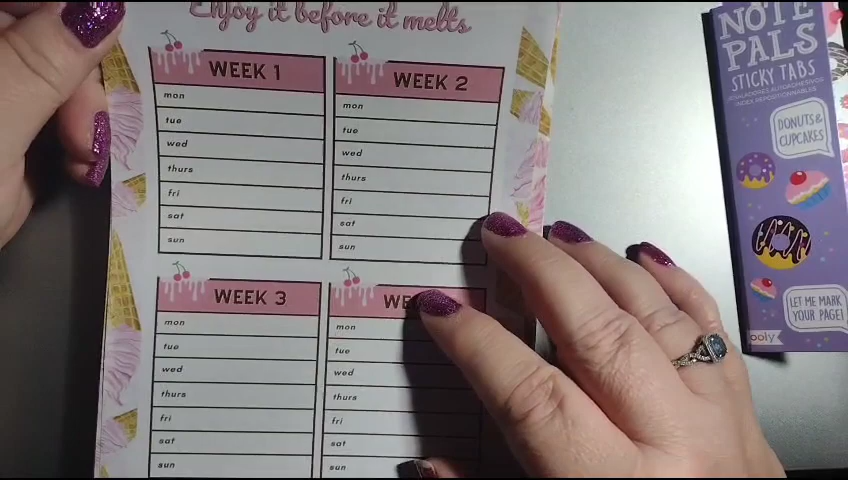 Enjoy it before it melts
WEEK 1
mon
tue
wed
thurs
fri
sat
sun
WEEK 2
mon
tue
wed
thurs
fri
sat
sun
WEEK 3
mon
tue
wed
thurs
fri
sat
sun
WE
mon
tue
wed
thurs
fri
sat
sun
NOTE
PALS
STICKY TABS
DONUTS &
CUPCAKES
LET ME MARK
YOUR PAGE!
ooly